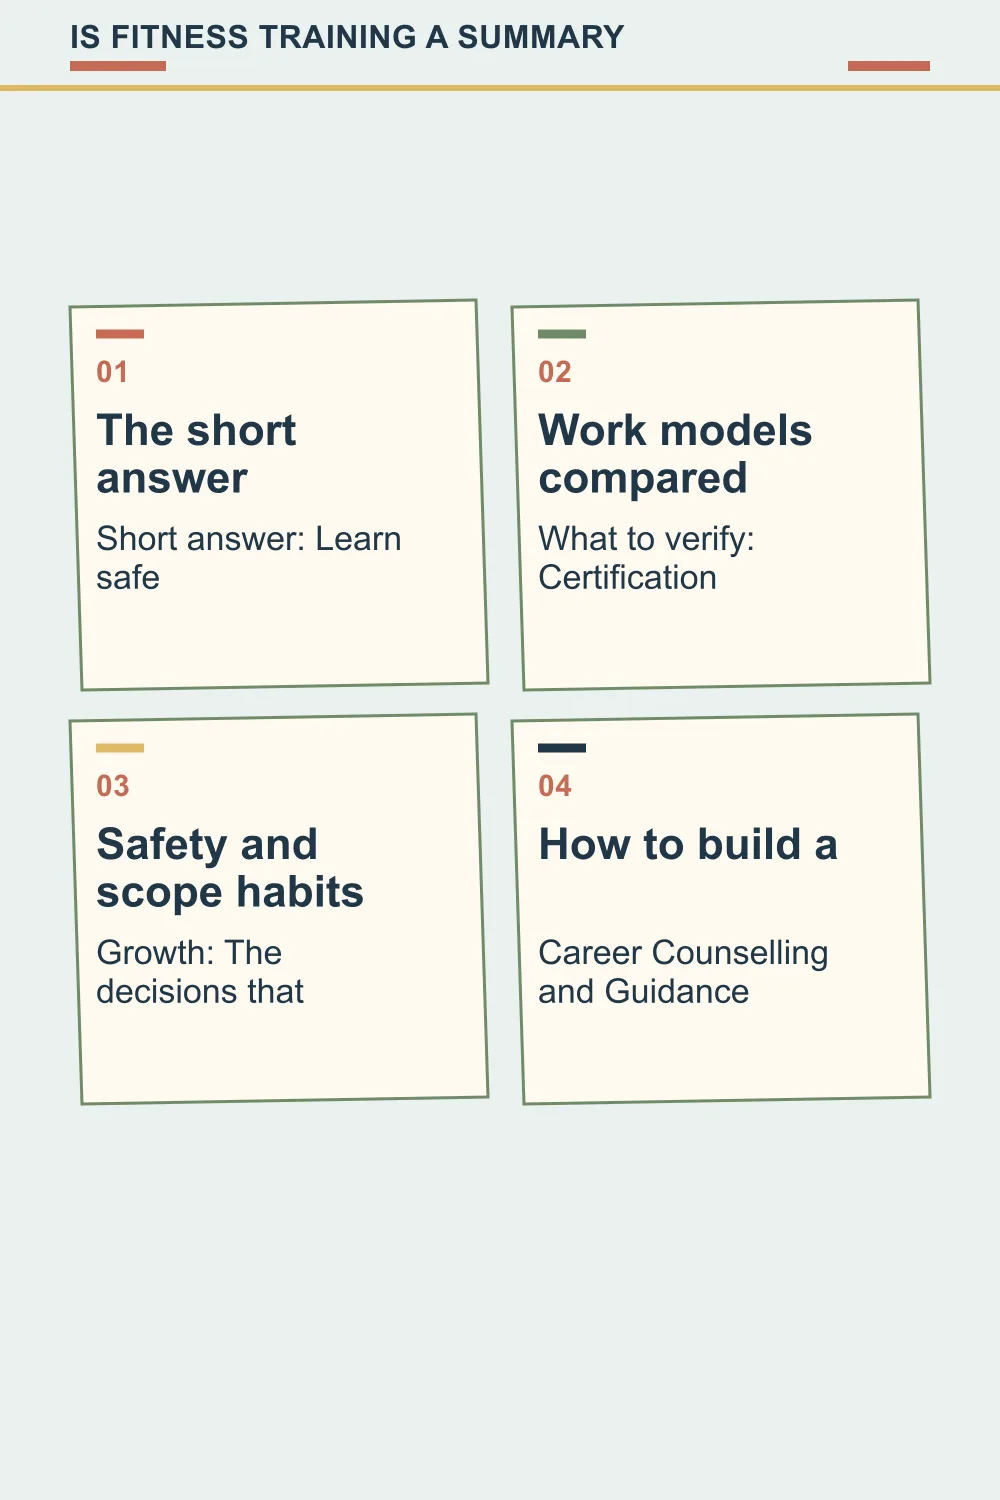 IS FITNESS TRAINING A SUMMARY
01
The short
answer
Short answer: Learn
safe
02
Work models
compared
What to verify:
Certification
03
Safety and
scope habits
Growth: The
decisions that
04
How to build a
Career Counselling
and Guidance